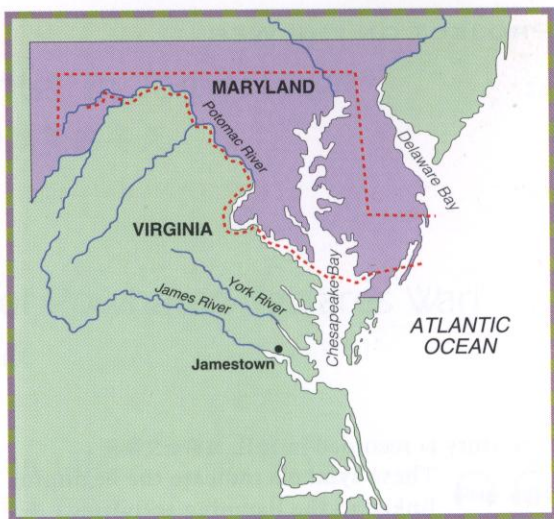 MARYLAND
Potomac River
Delaware Bay
VIRGINIA
York River
James River
Chesapeake Bay
Jamestown
ATLANTIC
OCEAN